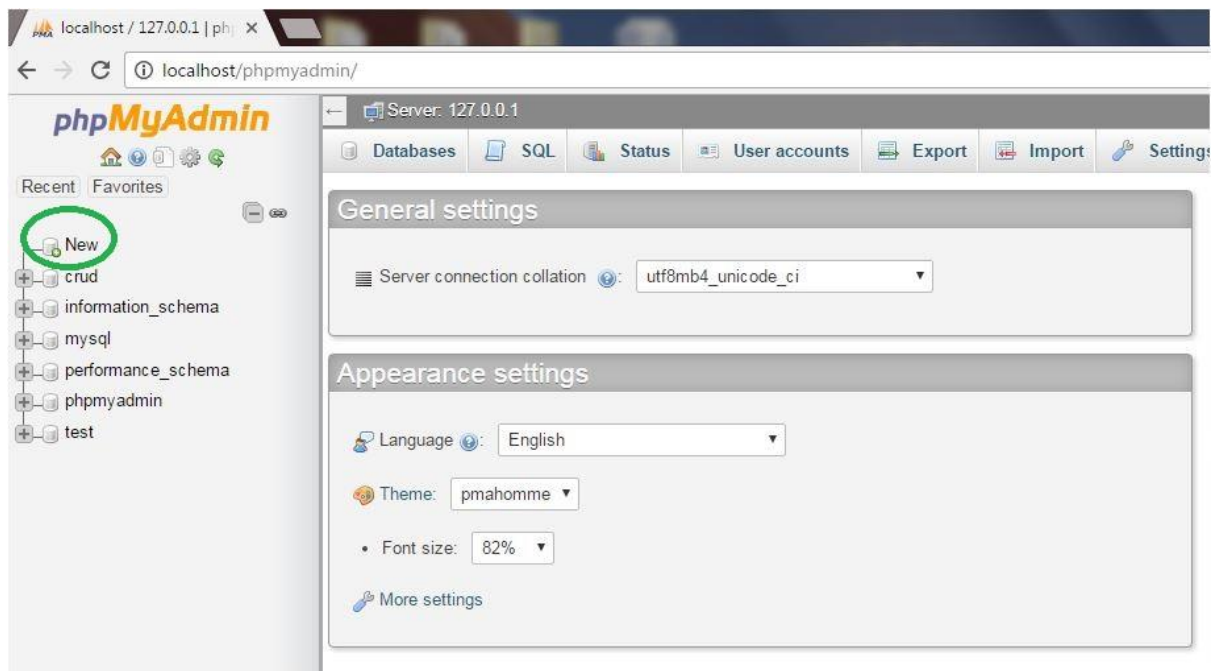 localhost / 127.0.0.1 | ph
localhost/phpmyadmin/
phpMyAdmin
Recent Favorites
New
crud
information_schema
mysql
performance_schema
phpmyadmin
test
Server: 127.0.0.1
Databases SQL Status User accounts Export Import Settings
General settings
Server connection collation : utf8mb4_unicode_ci
Appearance settings
Language : English
Theme: pmahomme
• Font size: 82%
More settings